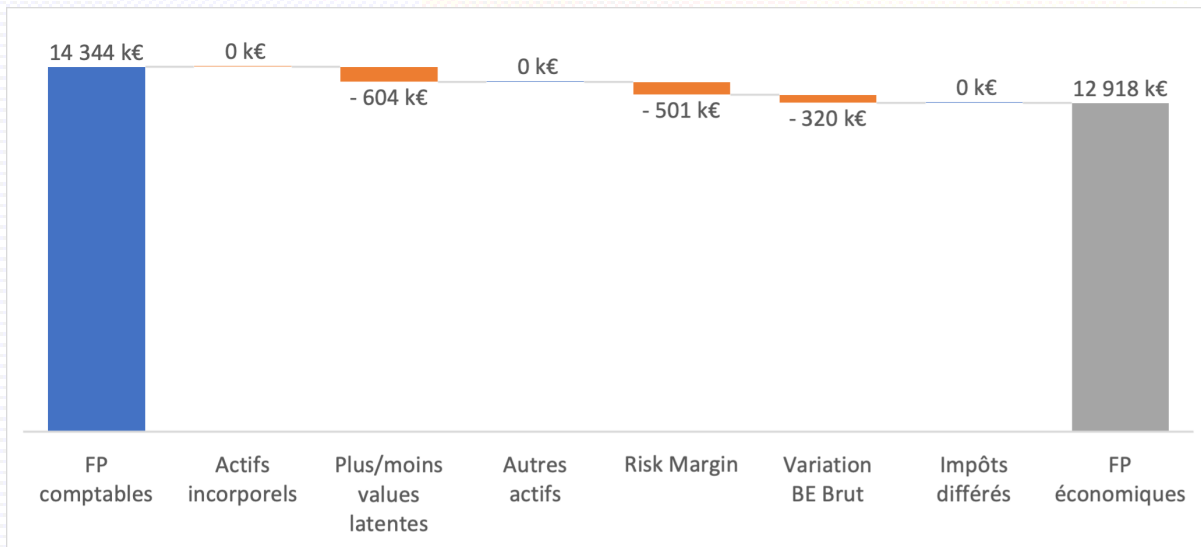 14 344 k€
0 k€
- 604 k€
0 k€
- 501 k€
- 320 k€
0 k€
12 918 k€
FP
comptables
Actifs
incorporels
Plus/moins
values
latentes
Autres
actifs
Risk Margin
Variation
BE Brut
Impôts
différés
FP
économiques